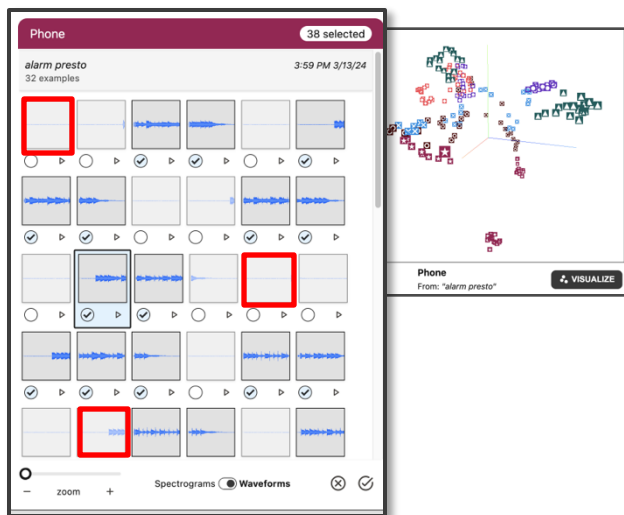 Phone
38 selected
alarm presto
3:59 PM 3/13/24
32 examples
− zoom +
Spectrograms Waveforms
Phone
From: "alarm presto"
VISUALIZE